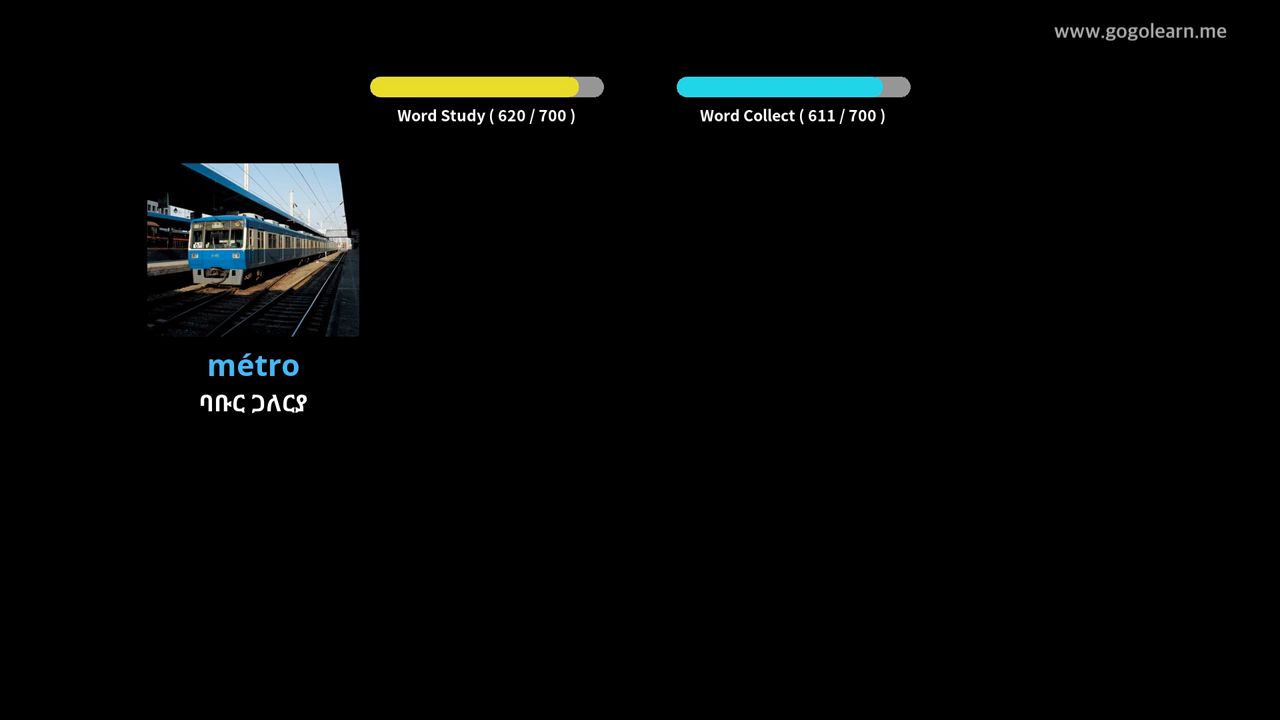 www.gogolearn.me
Word Study ( 620 / 700 )
Word Collect ( 611 / 700 )
métro
ባቡር ጋለርያ